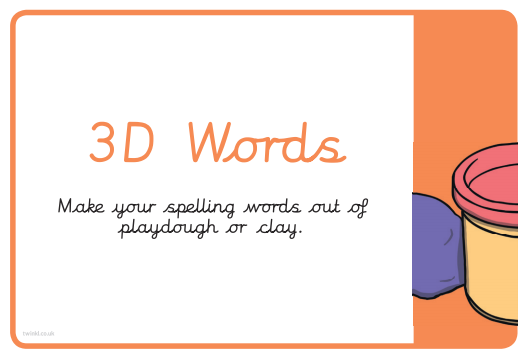 3D Words
Make your spelling words out of
playdough or clay.
twinkl.co.uk